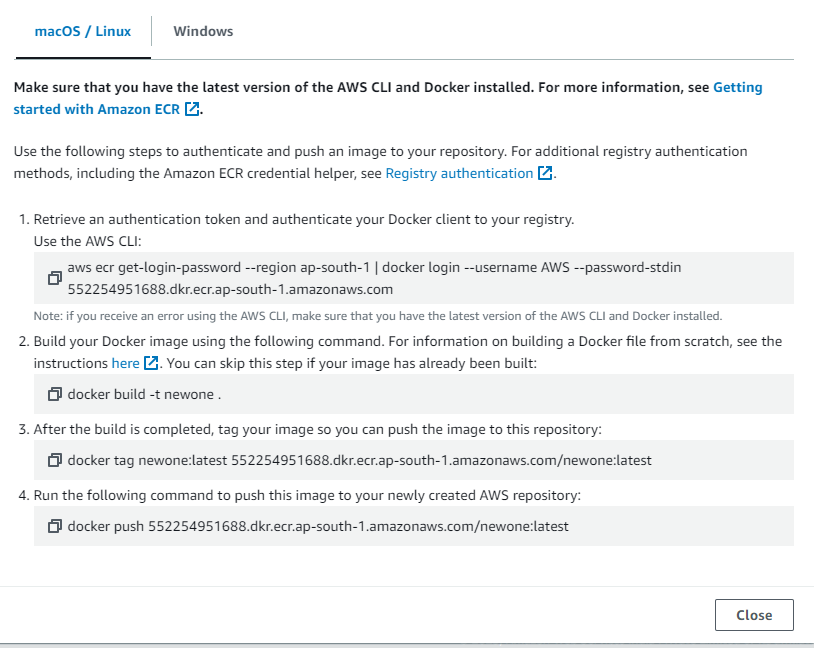 macOS / Linux
Windows
Make sure that you have the latest version of the AWS CLI and Docker installed. For more information, see Getting
started with Amazon ECR.
Use the following steps to authenticate and push an image to your repository. For additional registry authentication
methods, including the Amazon ECR credential helper, see Registry authentication.
1. Retrieve an authentication token and authenticate your Docker client to your registry.
Use the AWS CLI:
aws ecr get-login-password --region ap-south-1 | docker login --username AWS --password-stdin
552254951688.dkr.ecr.ap-south-1.amazonaws.com
Note: if you receive an error using the AWS CLI, make sure that you have the latest version of the AWS CLI and Docker installed.
2. Build your Docker image using the following command. For information on building a Docker file from scratch, see the
instructions here. You can skip this step if your image has already been built:
docker build -t newone .
3. After the build is completed, tag your image so you can push the image to this repository:
docker tag newone:latest 552254951688.dkr.ecr.ap-south-1.amazonaws.com/newone:latest
4. Run the following command to push this image to your newly created AWS repository:
docker push 552254951688.dkr.ecr.ap-south-1.amazonaws.com/newone:latest
Close